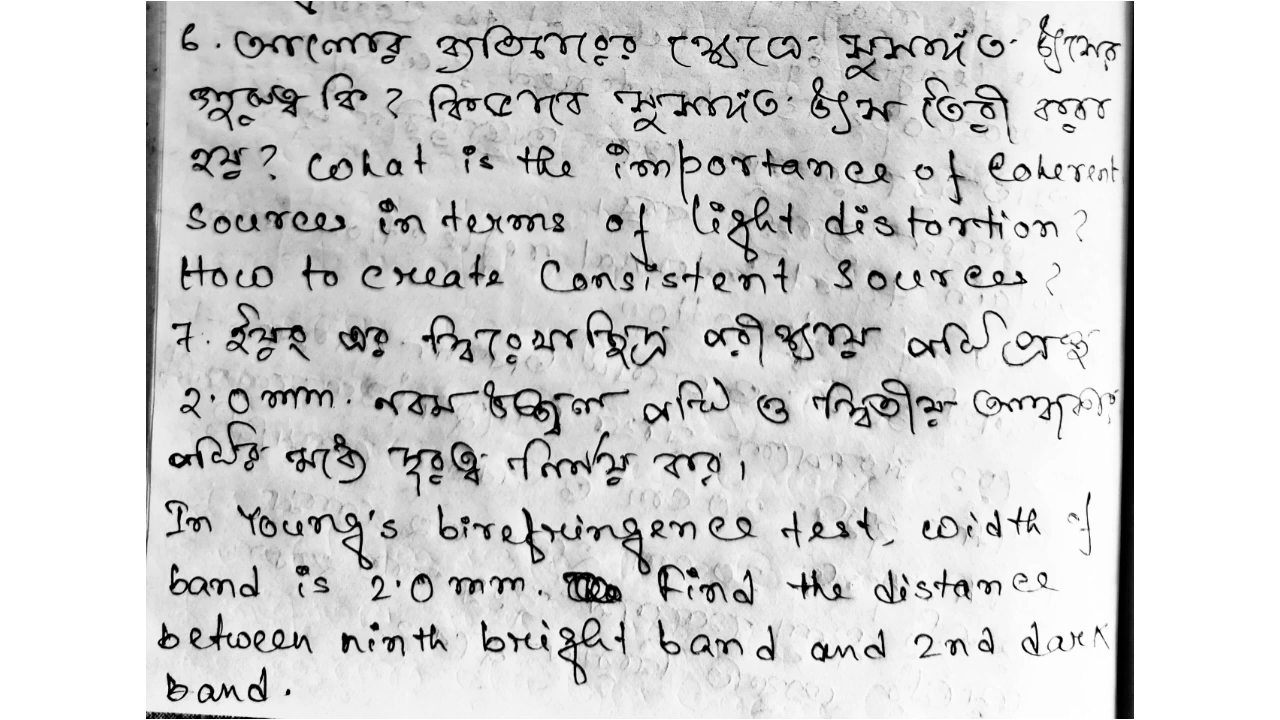 6. আলোর ব্যতিচারের ক্ষেত্রে সুসংগত উৎসের
গুরুত্ব কি? কিভাবে সুসংগত উৎস তৈরী করা
হয়? What is the importance of Coherent
Sources in terms of light distortion?
How to create Consistent Sources?
7. ইয়ং এর দ্বিরেখাছিদ্র পরীক্ষায় পটি প্রস্থ
2.0 mm. নবম উজ্জ্বল পটি ও দ্বিতীয় অন্ধকার
পটির মধ্যে দূরত্ব নির্ণয় কর।
In Young's birefringence test, width of
band is 2.0 mm. Find the distance
between ninth bright band and 2nd dark
band.